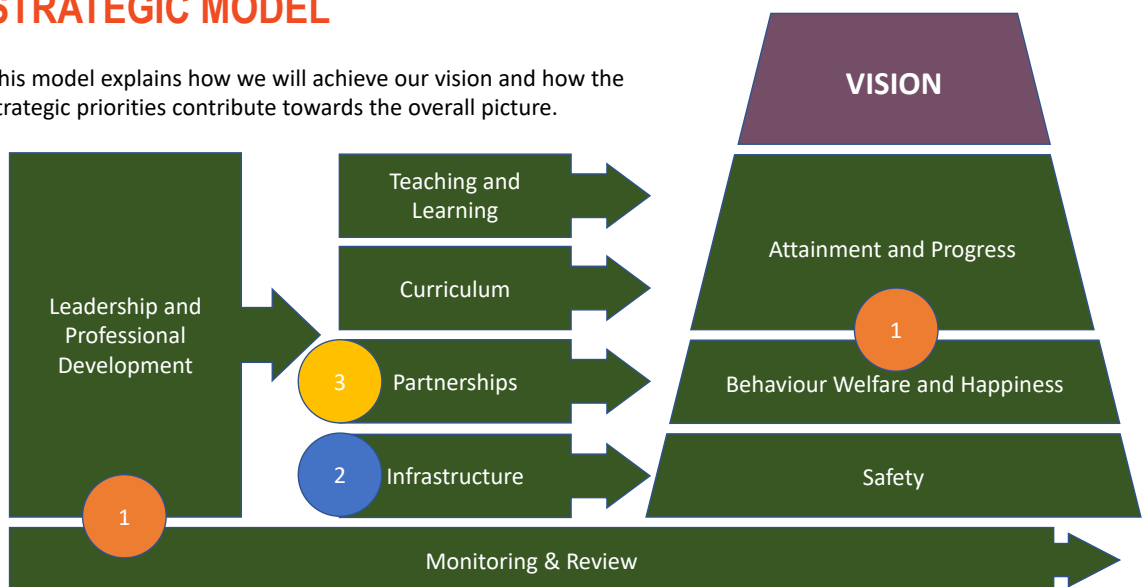 STRATEGIC MODEL
his model explains how we will achieve our vision and how the
trategic priorities contribute towards the overall picture.
VISION
Teaching and
Learning
Attainment and Progress
Curriculum
Leadership and
Professional
Development
1
3
Partnerships
Behaviour Welfare and Happiness
2
Infrastructure
Safety
1
Monitoring & Review